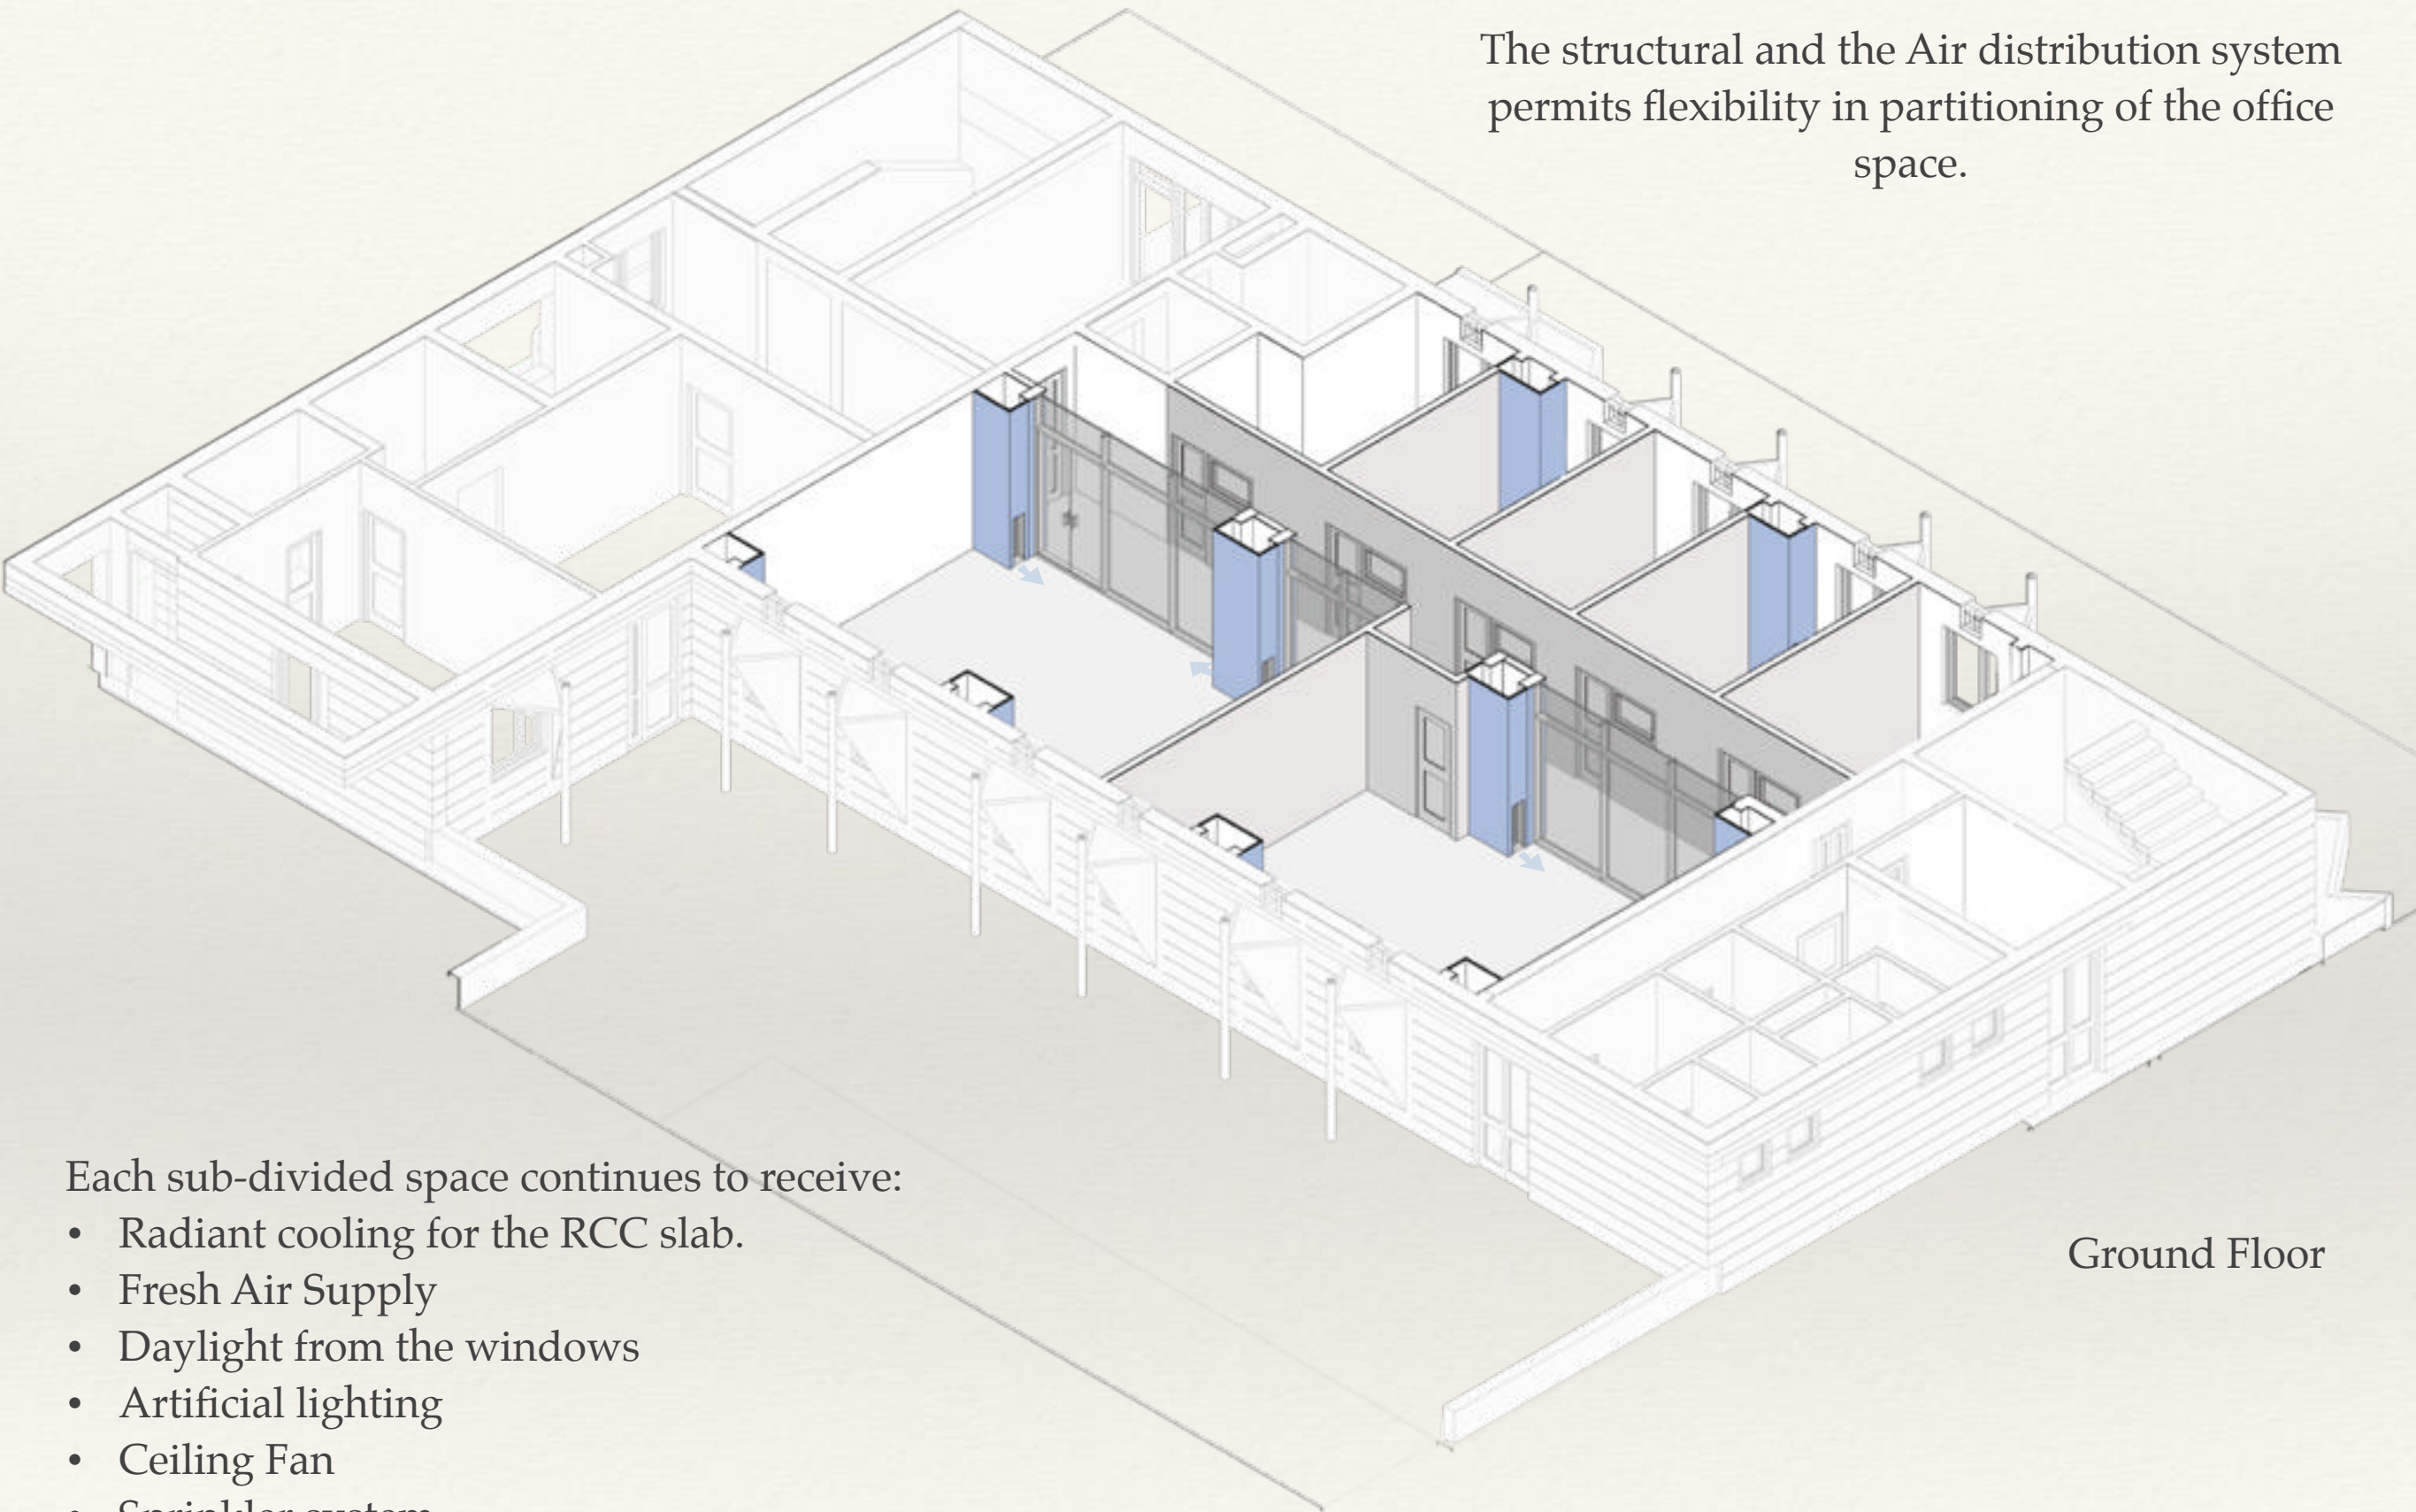 The structural and the Air distribution system
permits flexibility in partitioning of the office
space.
Each sub-divided space continues to receive:
• Radiant cooling for the RCC slab.
• Fresh Air Supply
• Daylight from the windows
• Artificial lighting
• Ceiling Fan
• Sprinkler system
Ground Floor